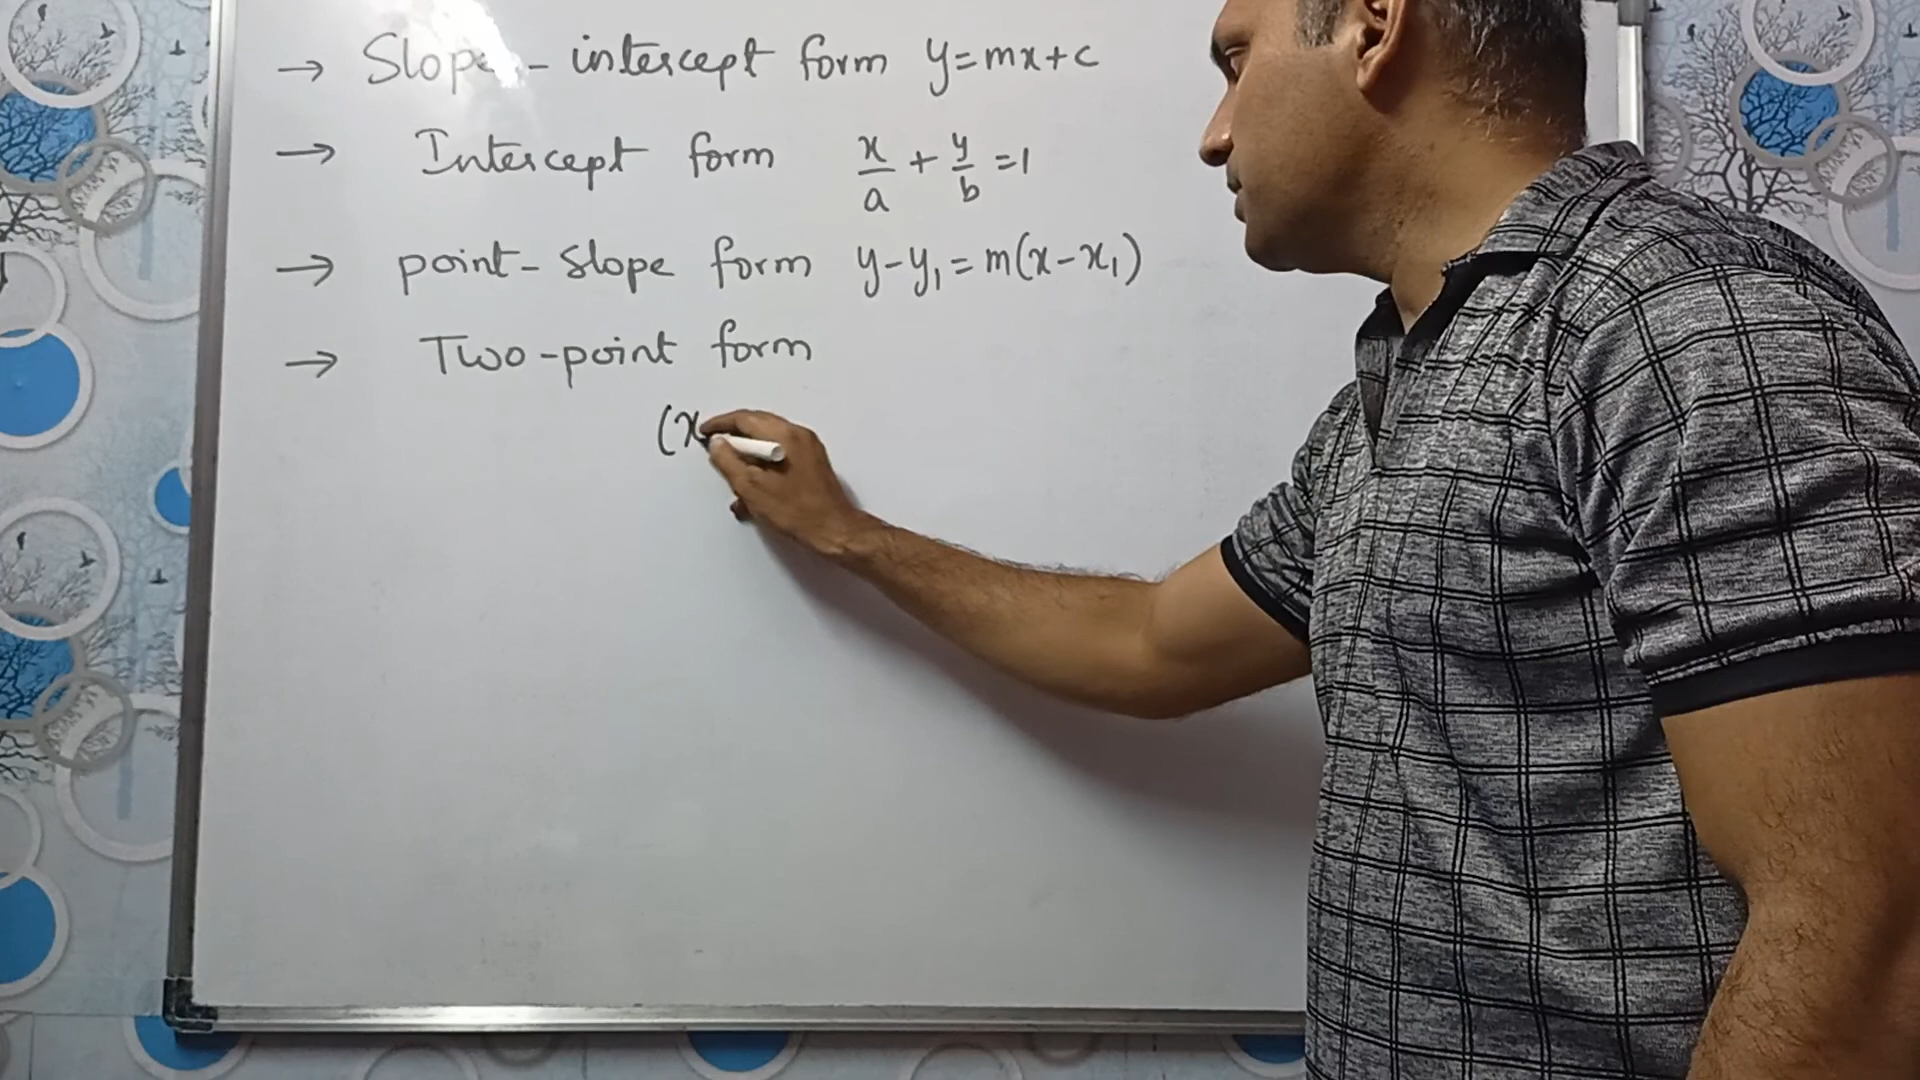 → Slope - intercept form y=mx+c
→ Intercept form x/a + y/b =1
→ point - slope form y-y₁=m(x-x₁)
→ Two-point form
(x